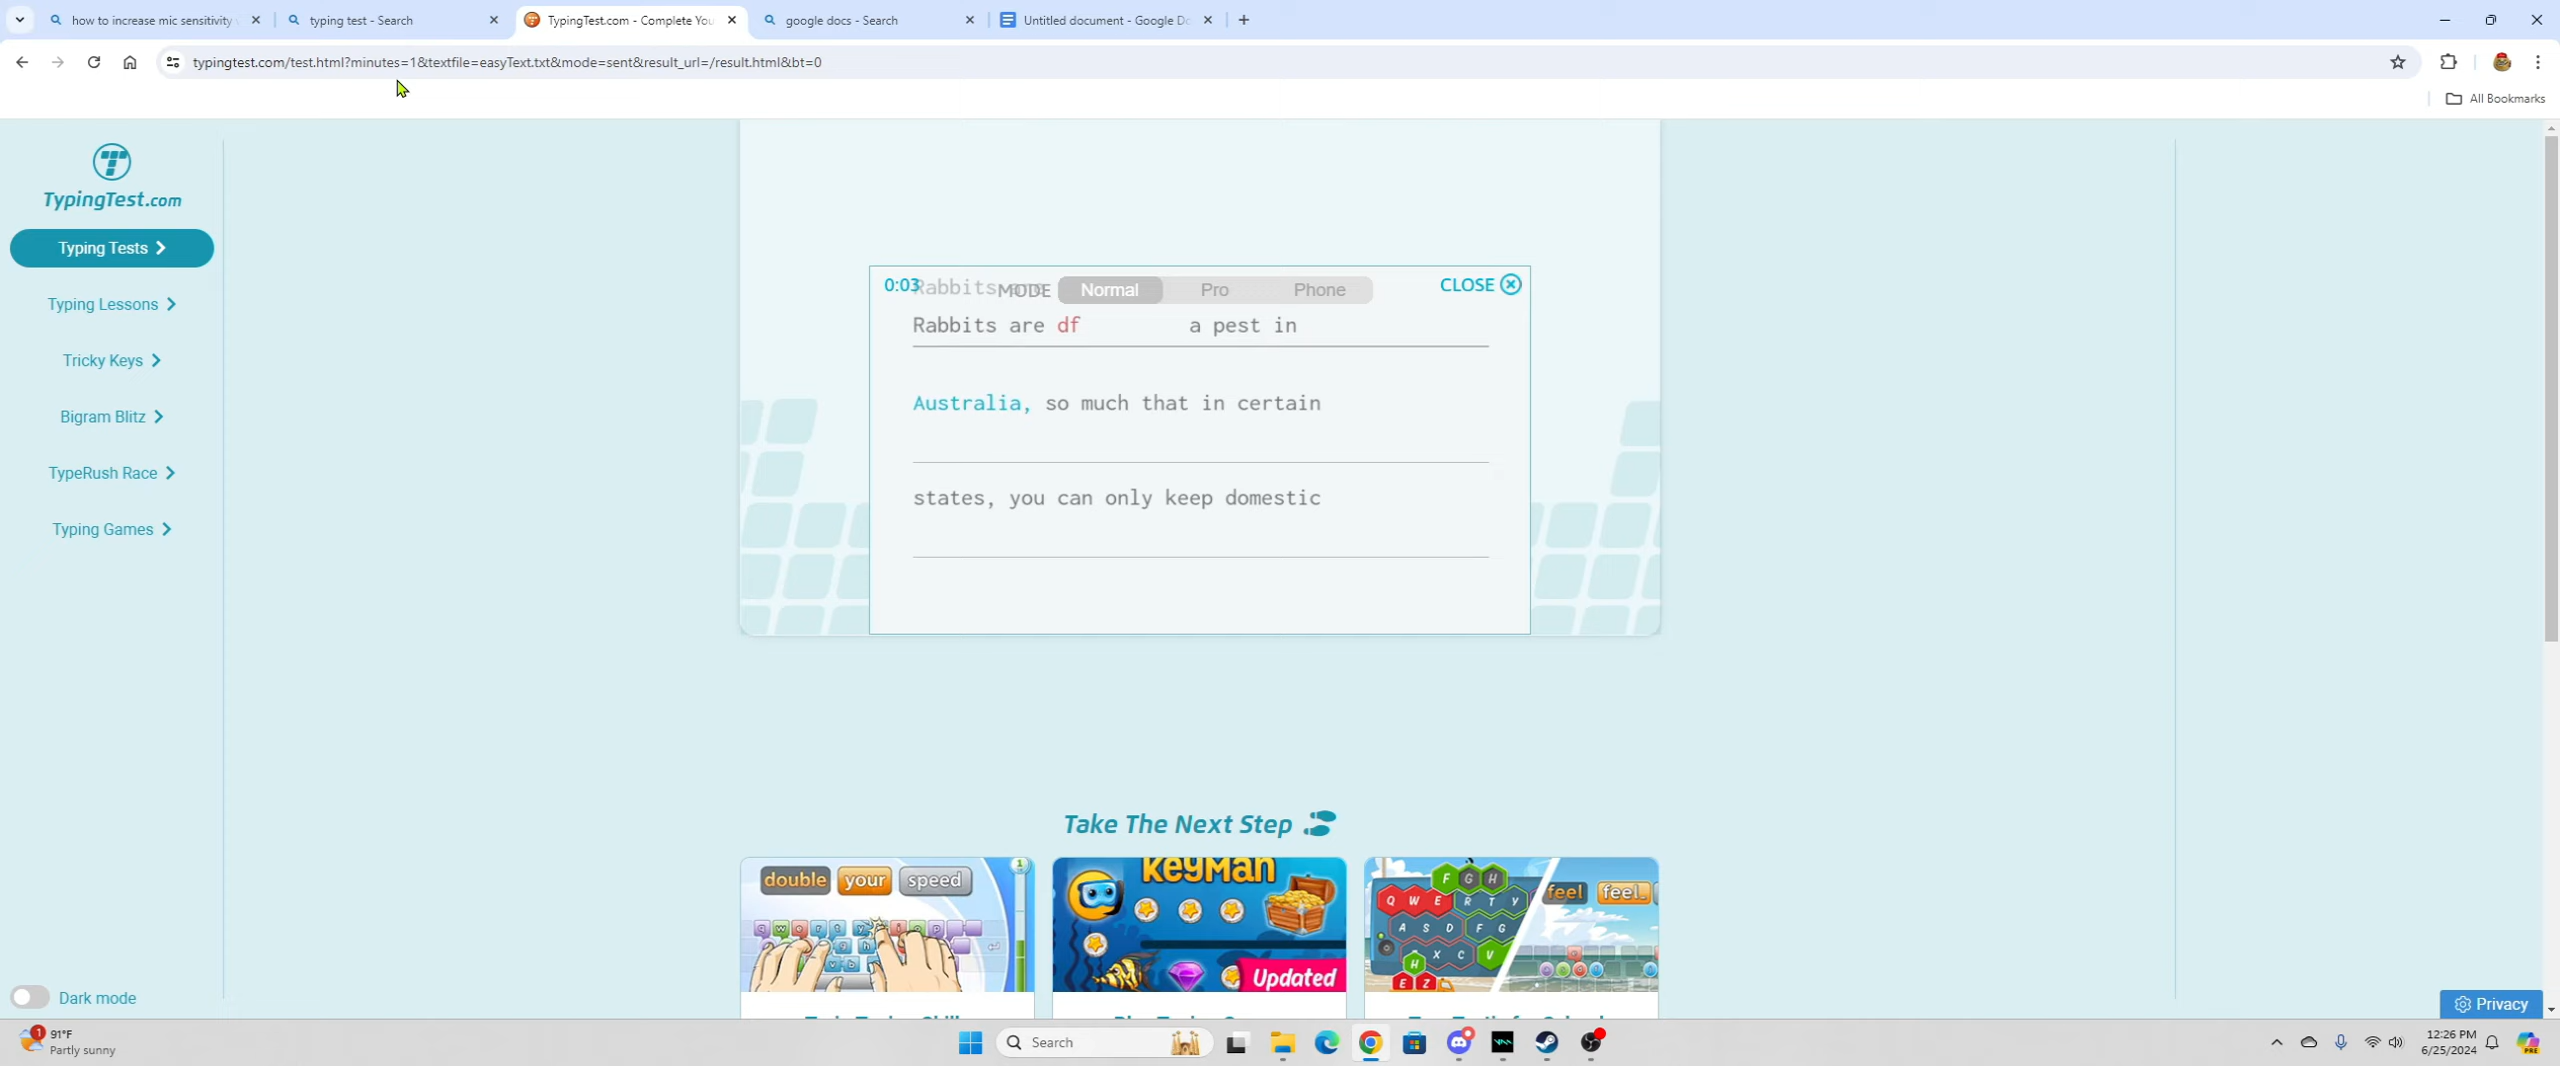 how to increase mic sensitivity
typing test - Search
TypingTest.com - Complete You
google docs - Search
Untitled document - Google Do
typingtest.com/test.html?minutes=1&textfile=easyText.txt&mode=sent&result_url=/result.html&bt=0
All Bookmarks
TypingTest.com
Typing Tests
Typing Lessons
Tricky Keys
Bigram Blitz
TypeRush Race
Typing Games
Dark mode
0:03
Rabbits
MODE Normal Pro Phone
CLOSE
Rabbits are df a pest in
Australia, so much that in certain
states, you can only keep domestic
Take The Next Step
double your speed
KeyMan
Updated
F G H
Q W E R T Y
A S D F G
X C V
H
E Z
feel feel
Privacy
91°F
Partly sunny
Search
12:26 PM
6/25/2024